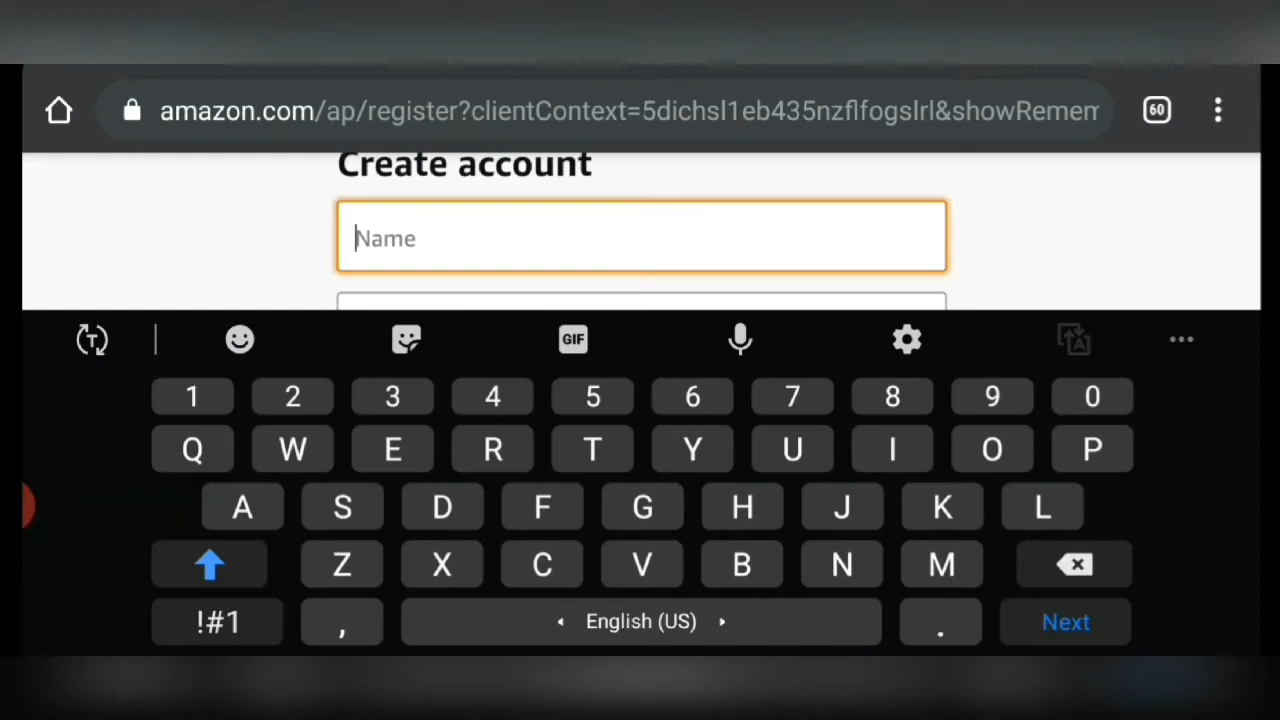 amazon.com/ap/register?clientContext=5dichsl1eb435nzflfogslrl&showRemem
60
Create account
Name
T
GIF
A
1 2 3 4 5 6 7 8 9 0
Q W E R T Y U I O P
A S D F G H J K L
Z X C V B N M
!#1 , English (US) . Next